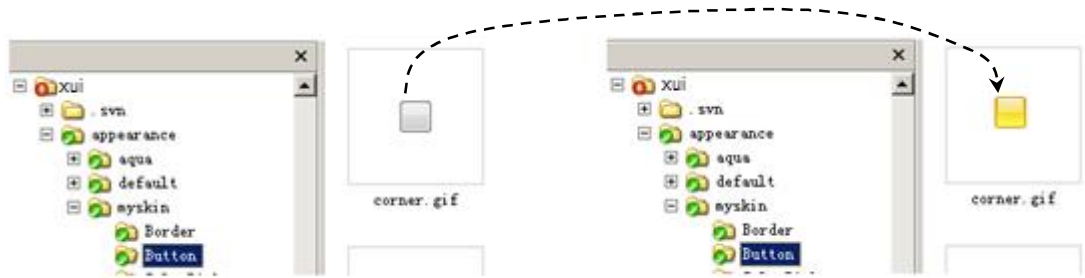 xui
.svn
appearance
aqua
default
myskin
Border
Button
corner.gif
xui
.svn
appearance
aqua
default
myskin
Border
Button
corner.gif